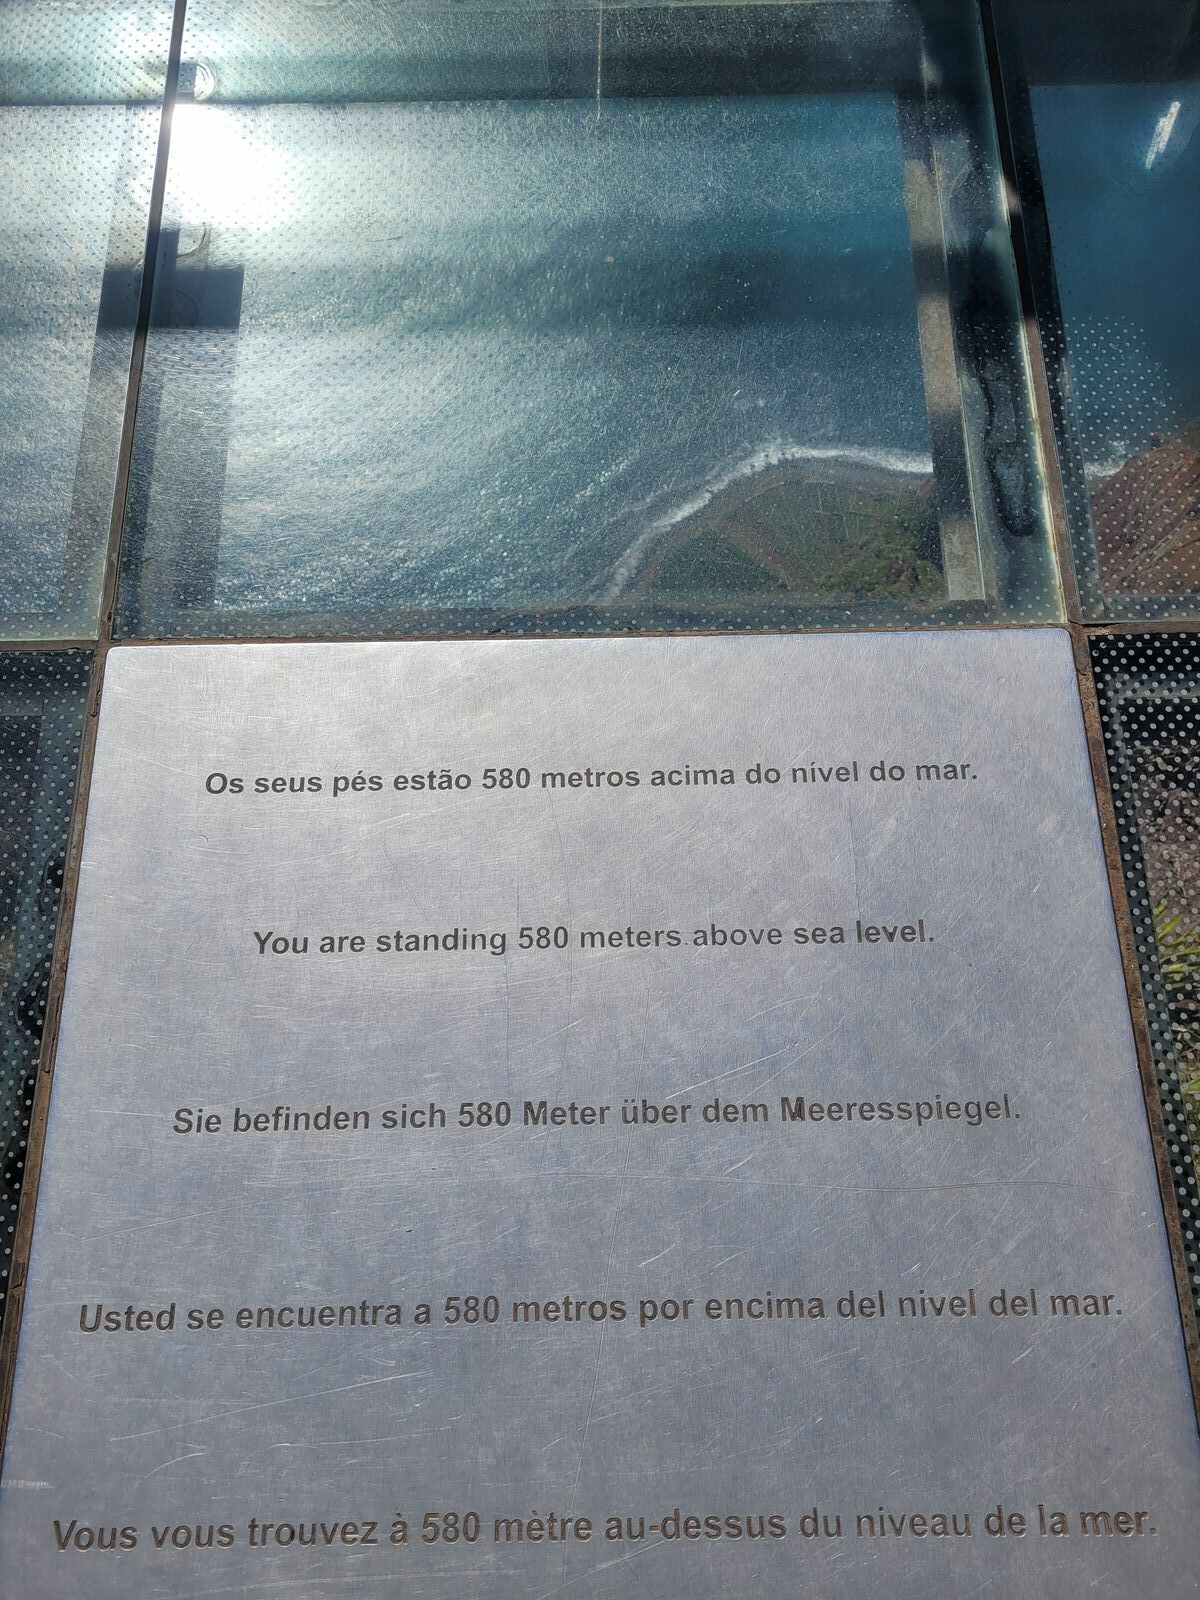 Os seus pés estão 580 metros acima do nível do mar.
You are standing 580 meters above sea level.
Sie befinden sich 580 Meter über dem Meeresspiegel.
Usted se encuentra a 580 metros por encima del nivel del mar.
Vous vous trouvez à 580 mètre au-dessus du niveau de la mer.